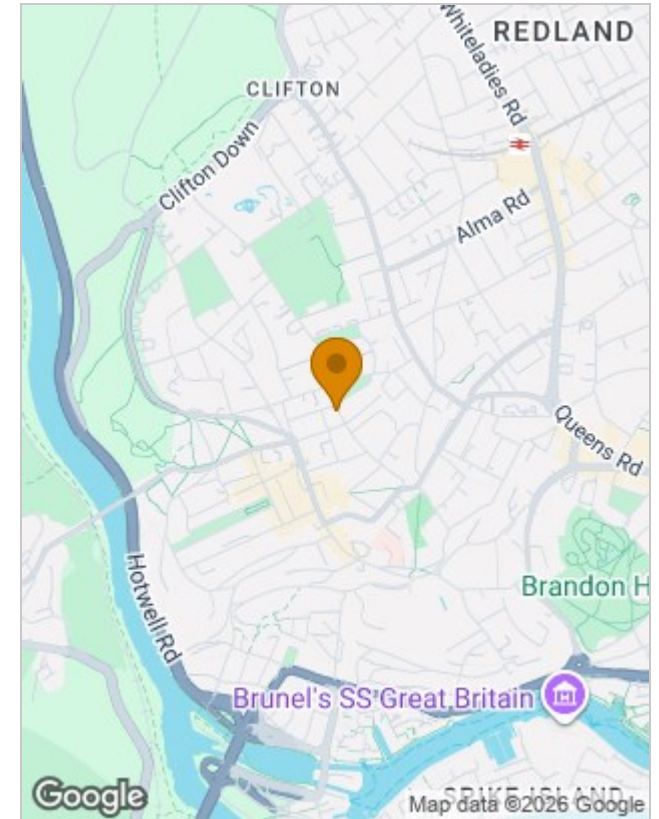 REDLAND
Whiteladies Rd
CLIFTON
Clifton Down
Alma Rd
Queens Rd
Brandon H
Hotwell Rd
Brunel's SS Great Britain
SPIKE ISLAND
Google
Map data ©2026 Google